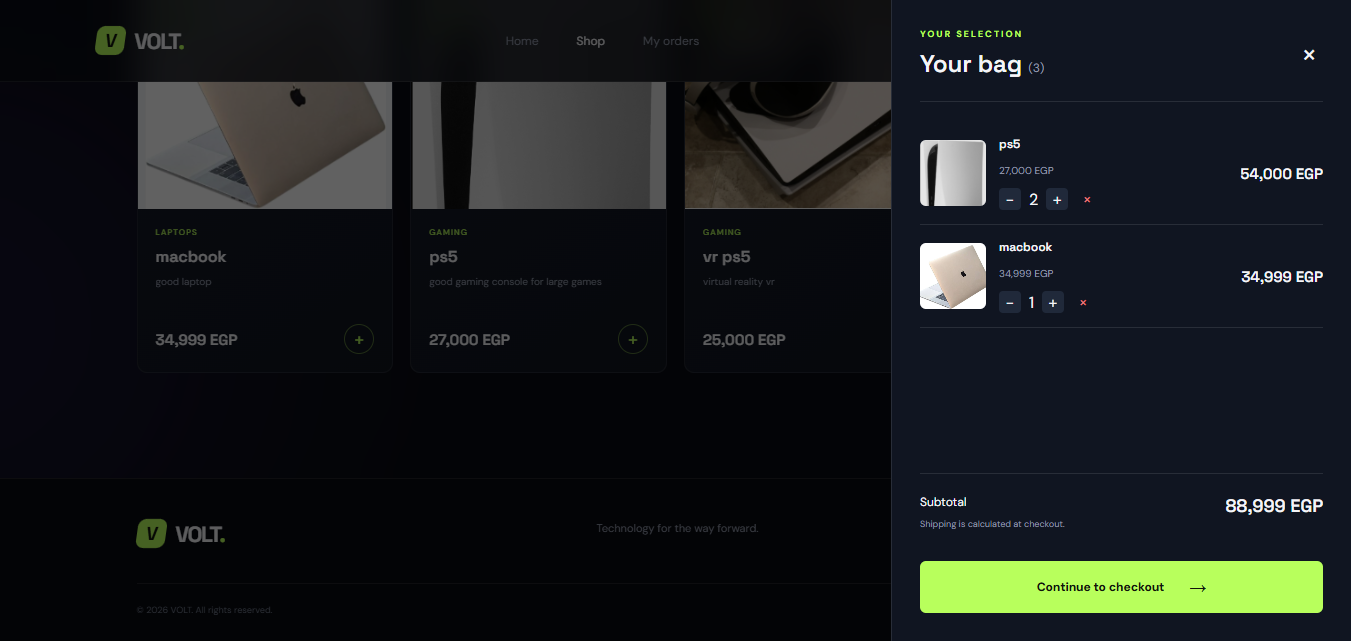 V VOLT.
Home
Shop
My orders
LAPTOPS
macbook
good laptop
34,999 EGP
+
GAMING
ps5
good gaming console for large games
27,000 EGP
+
GAMING
vr ps5
virtual reality vr
25,000 EGP
V VOLT.
Technology for the way forward.
© 2026 VOLT. All rights reserved.
YOUR SELECTION
Your bag (3)
×
ps5
27,000 EGP
− 2 + ×
54,000 EGP
macbook
34,999 EGP
− 1 + ×
34,999 EGP
Subtotal
88,999 EGP
Shipping is calculated at checkout.
Continue to checkout →